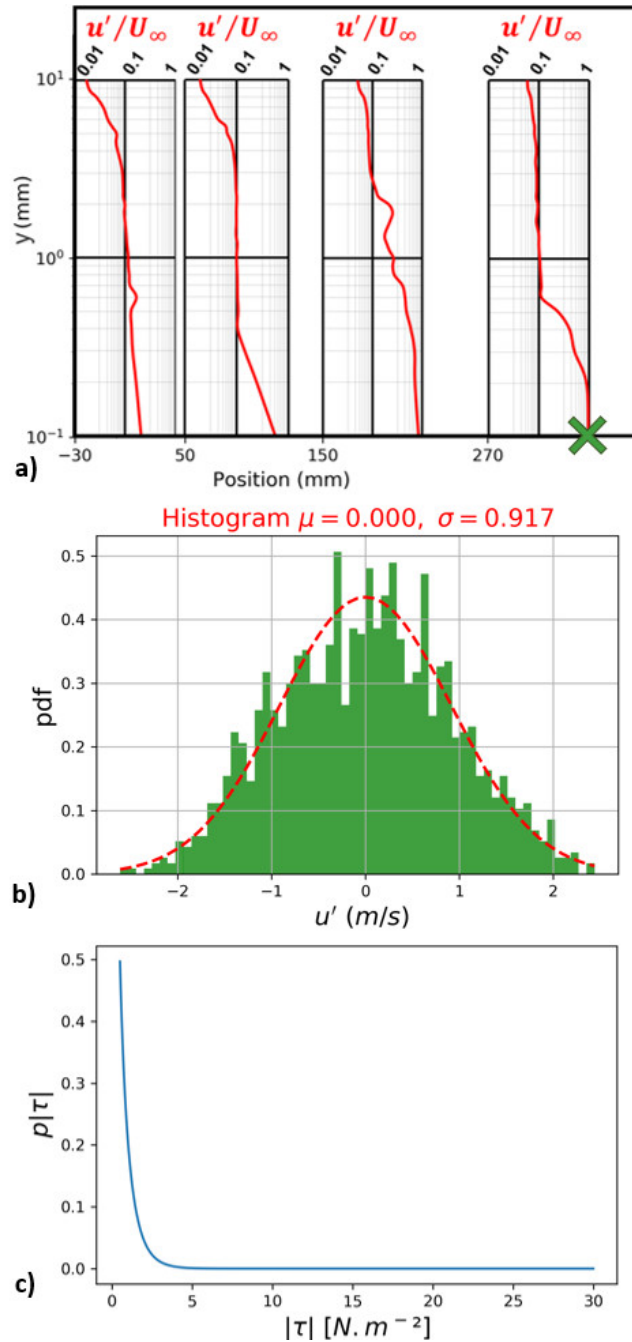 u'/U∞ u'/U∞ u'/U∞ u'/U∞
0.01 0.1 1 0.01 0.1 1 0.01 0.1 1 0.01 0.1 1
10¹
y (mm)
10⁰
10⁻¹
−30 50 150 270
Position (mm)
a)
Histogram μ = 0.000, σ = 0.917
0.5
0.4
0.3
pdf
0.2
0.1
0.0
−2 −1 0 1 2
u' (m/s)
b)
0.5
0.4
0.3
p|τ|
0.2
0.1
0.0
0 5 10 15 20 25 30
|τ| [N.m⁻²]
c)